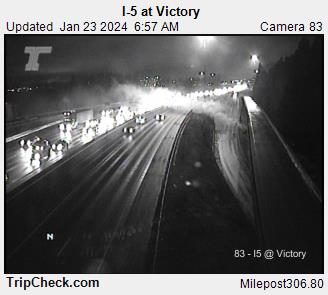 I-5 at Victory
Updated Jan 23 2024 6:57 AM Camera 83
T
N
83 - I5 @ Victory
TripCheck.com Milepost306.80